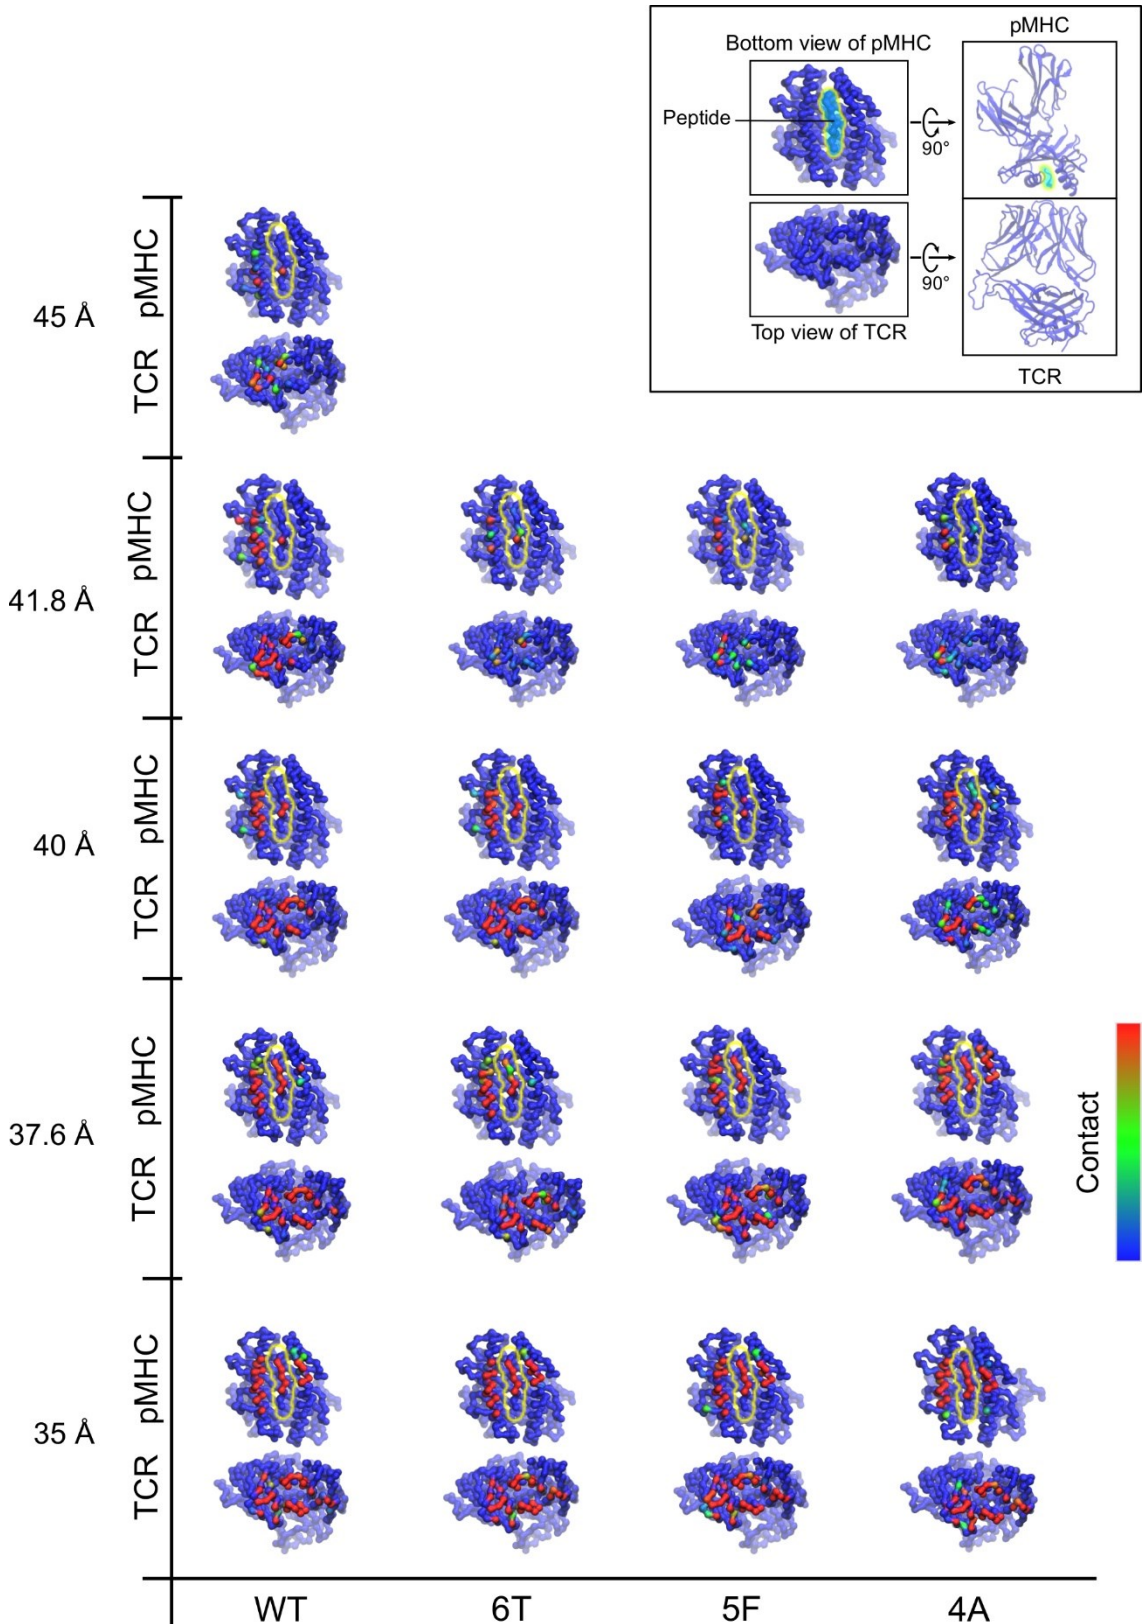 pMHC
Bottom view of pMHC
Peptide
90°
90°
Top view of TCR
TCR
45 Å
pMHC
TCR
41.8 Å
pMHC
TCR
40 Å
pMHC
TCR
37.6 Å
pMHC
TCR
Contact
35 Å
pMHC
TCR
WT
6T
5F
4A